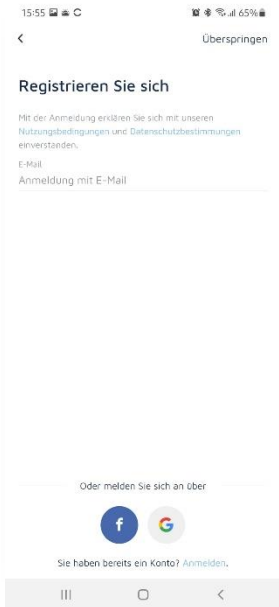 15:55
65%
Überspringen
Registrieren Sie sich
Mit der Anmeldung erklären Sie sich mit unseren
Nutzungsbedingungen und Datenschutzbestimmungen
einverstanden.
E-Mail
Anmeldung mit E-Mail
Oder melden Sie sich an über
f G
Sie haben bereits ein Konto? Anmelden.